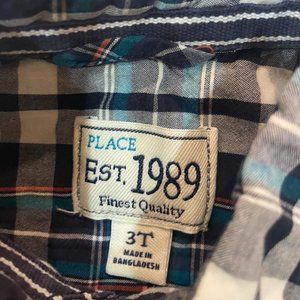 PLACE
EST. 1989
Finest Quality
3T
MADE IN
BANGLADESH